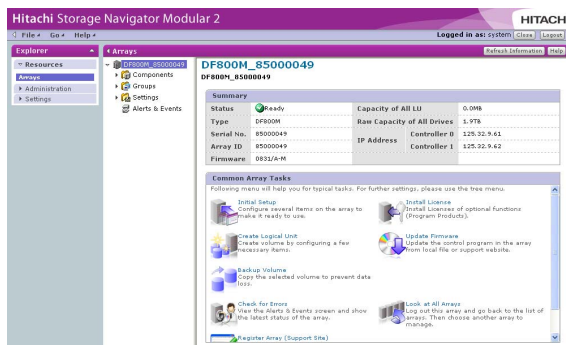 Hitachi Storage Navigator Modular 2
HITACH
File Go Help
Logged in as: system Close Logout
Explorer
Arrays
Refresh Information Help
Resources
Arrays
Administration
Settings
DF800M_85000049
Components
Groups
Settings
Alerts & Events
DF800M_85000049
DF800M_85000049
Summary
Status Ready Capacity of All LU 0.0MB
Type DF800M Raw Capacity of All Drives 1.9TB
Serial No. 85000049 IP Address Controller 0 125.32.9.61
Array ID 85000049 Controller 1 125.32.9.62
Firmware 0831/A-M
Common Array Tasks
Following menu will help you for typical tasks. For further settings, please use the tree menu.
Initial Setup
Configure several items on the array to
make it ready to use.
Install License
Install Licenses of optional functions
(Program Products).
Create Logical Unit
Create volume by configuring a few
necessary items.
Update Firmware
Update the control program in the array
from local file or support website.
Backup Volume
Copy the selected volume to prevent data
loss.
Check for Errors
View the Alerts & Events screen and show
the latest status of the array.
Look at All Arrays
Log out this array and go back to the list of
arrays. Then choose another array to
manage.
Register Array (Support Site)